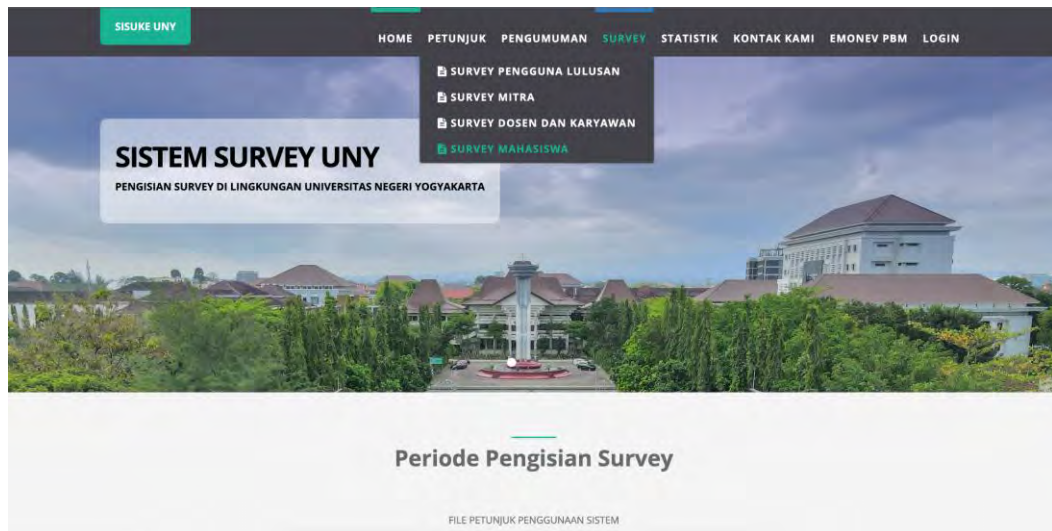 SISUKE UNY
HOME PETUNJUK PENGUMUMAN SURVEY STATISTIK KONTAK KAMI EMONEV PBM LOGIN
SURVEY PENGGUNA LULUSAN
SURVEY MITRA
SURVEY DOSEN DAN KARYAWAN
SURVEY MAHASISWA
SISTEM SURVEY UNY
PENGISIAN SURVEY DI LINGKUNGAN UNIVERSITAS NEGERI YOGYAKARTA
Periode Pengisian Survey
FILE PETUNJUK PENGGUNAAN SISTEM